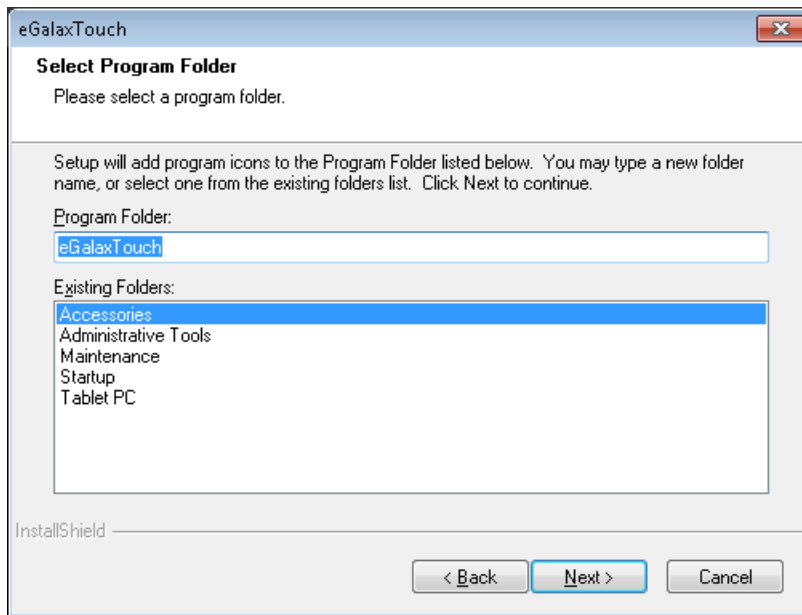 eGalaxTouch
Select Program Folder
Please select a program folder.
Setup will add program icons to the Program Folder listed below. You may type a new folder
name, or select one from the existing folders list. Click Next to continue.
Program Folder:
eGalaxTouch
Existing Folders:
Accessories
Administrative Tools
Maintenance
Startup
Tablet PC
InstallShield
< Back Next > Cancel